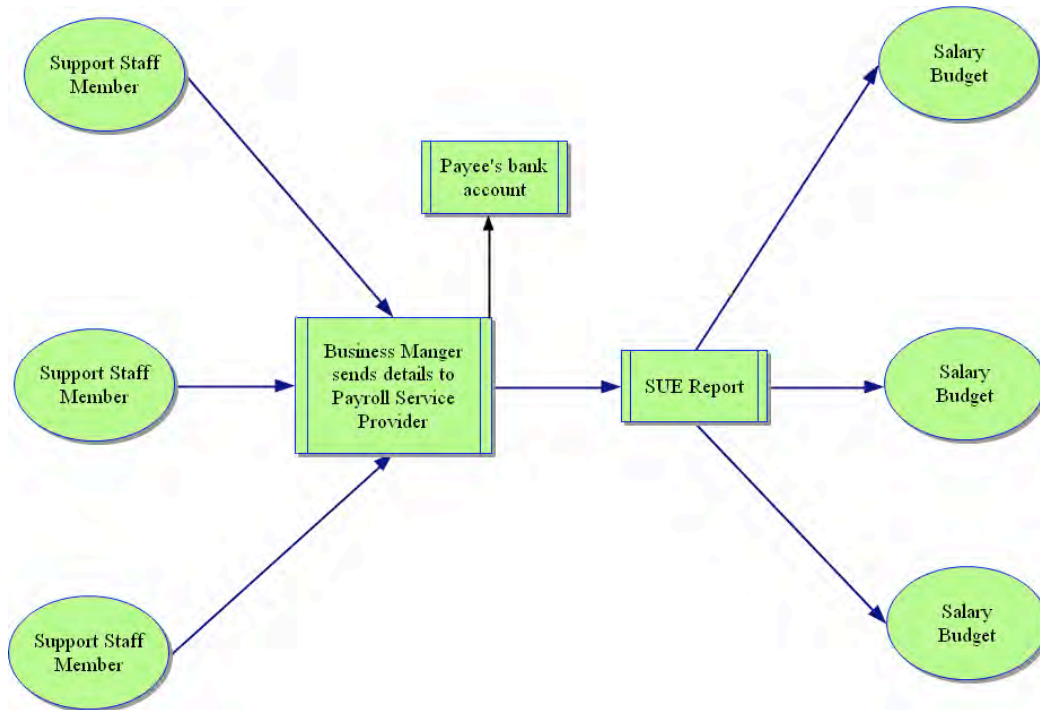 Support Staff
Member
Salary
Budget
Payee's bank
account
Business Manger
sends details to
Payroll Service
Provider
Support Staff
Member
SUE Report
Salary
Budget
Support Staff
Member
Salary
Budget